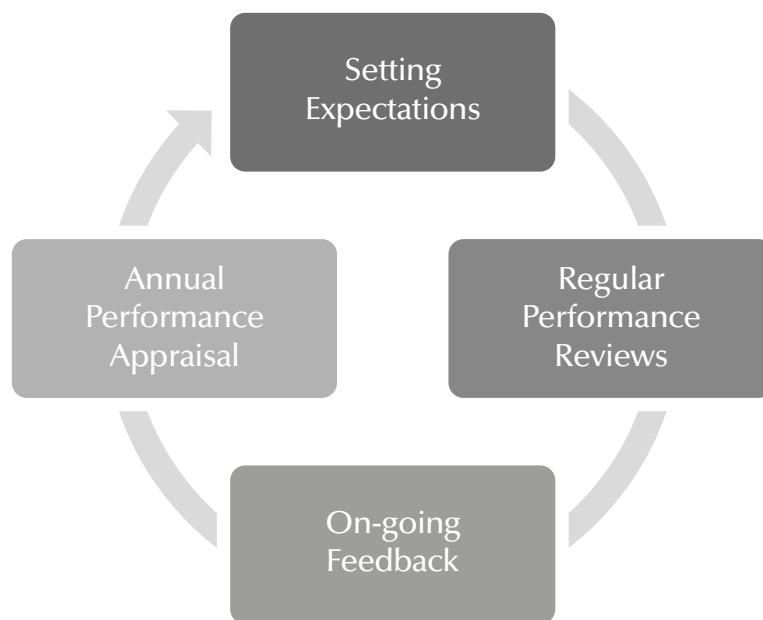 Setting
Expectations
Regular
Performance
Reviews
On-going
Feedback
Annual
Performance
Appraisal